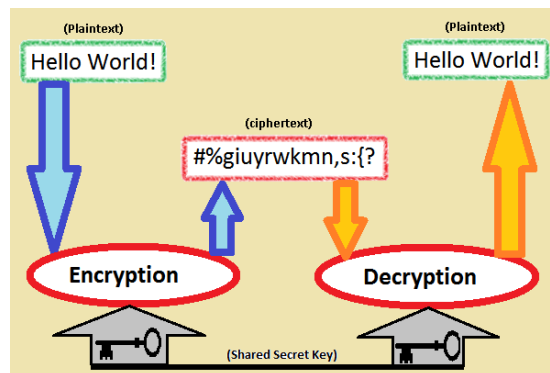 (Plaintext)
Hello World!
(Plaintext)
Hello World!
(ciphertext)
#%giuyrwkmn,s:{?
Encryption
Decryption
(Shared Secret Key)